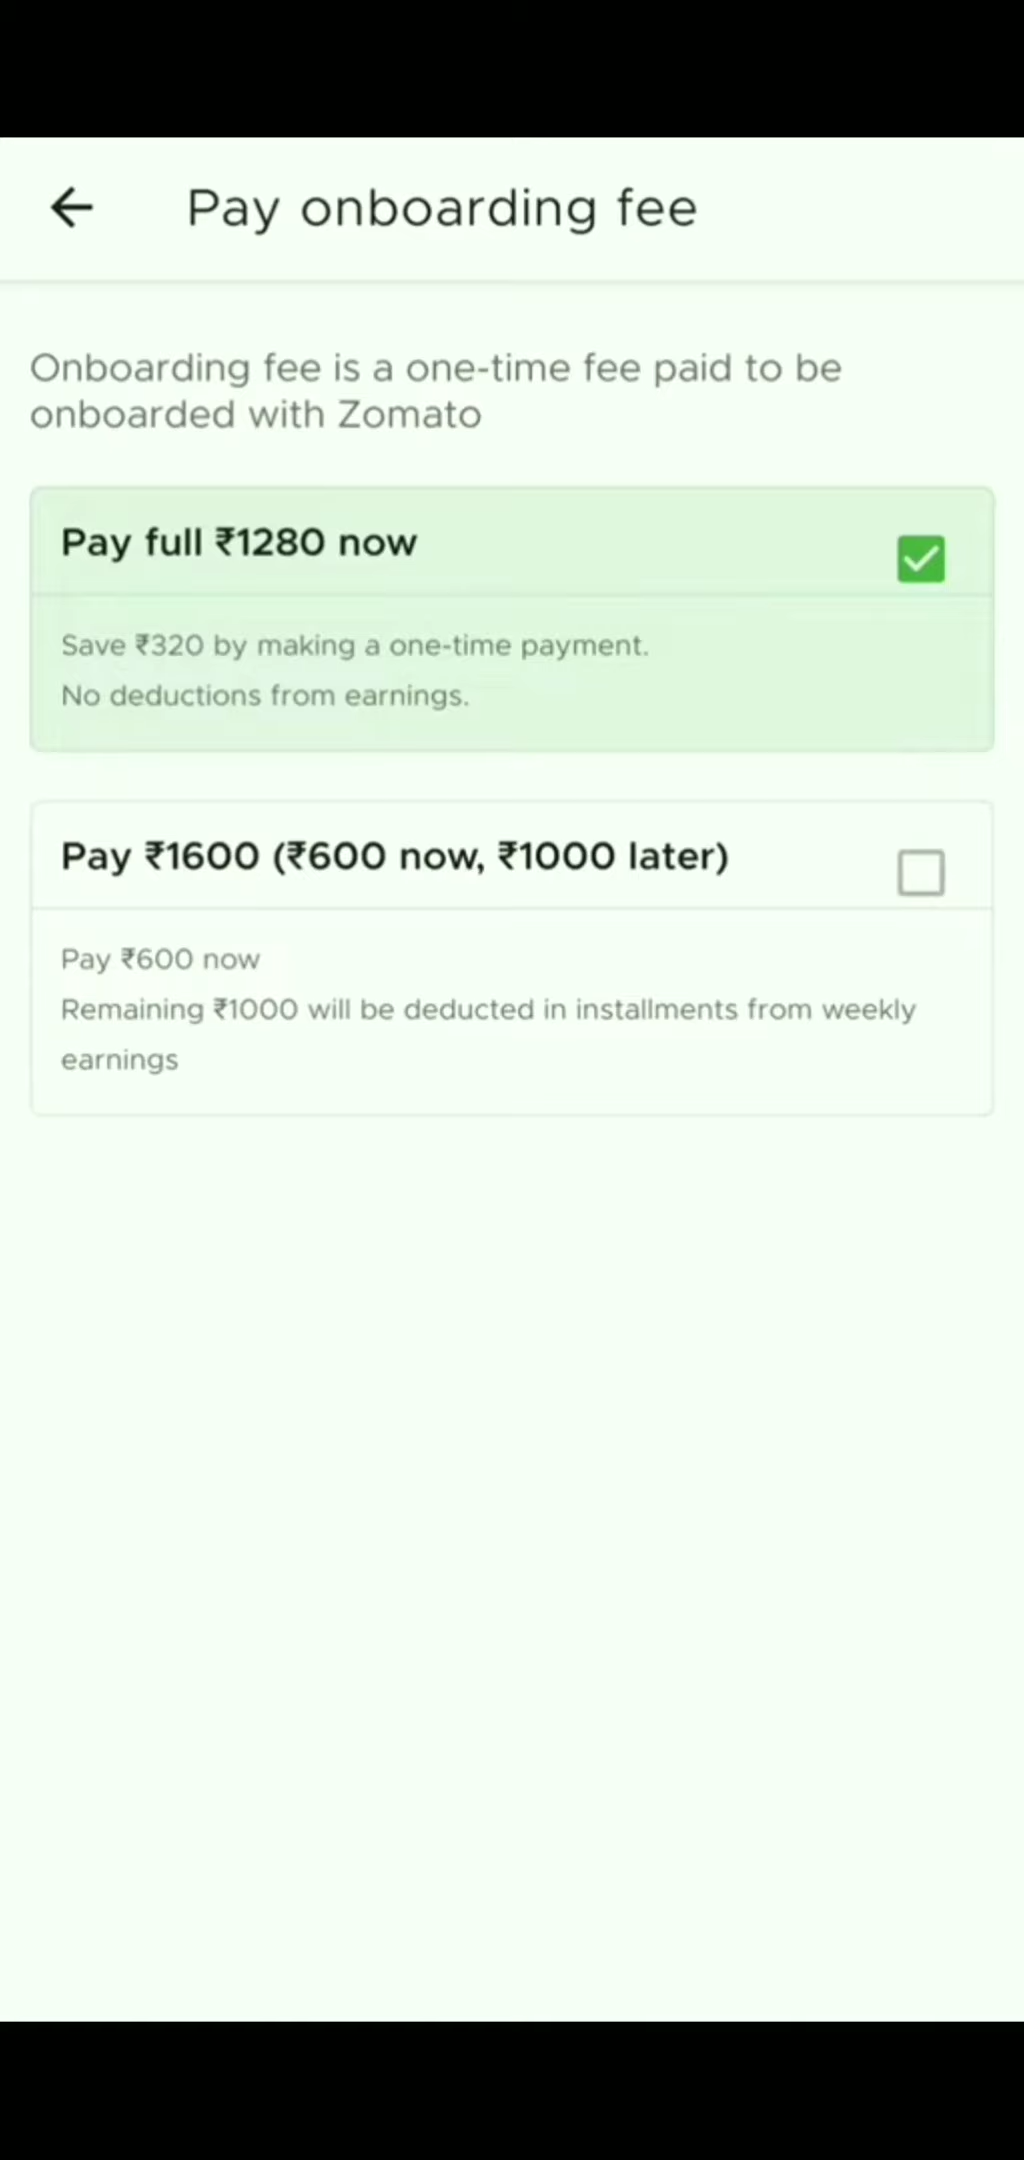 Pay onboarding fee
Onboarding fee is a one-time fee paid to be
onboarded with Zomato
Pay full ₹1280 now
Save ₹320 by making a one-time payment.
No deductions from earnings.
Pay ₹1600 (₹600 now, ₹1000 later)
Pay ₹600 now
Remaining ₹1000 will be deducted in installments from weekly
earnings